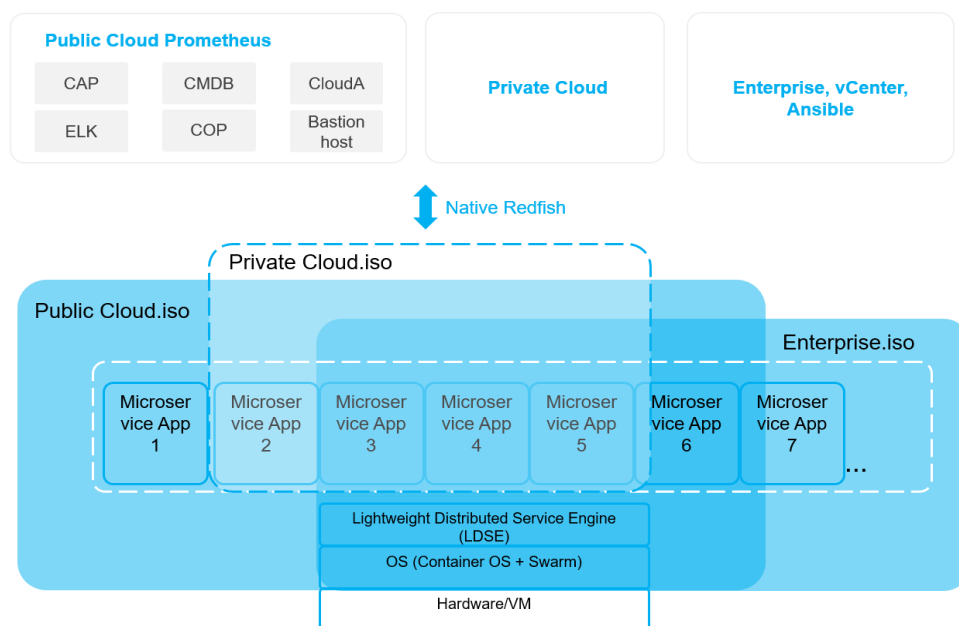 Public Cloud Prometheus
CAP
CMDB
CloudA
ELK
COP
Bastion
host
Private Cloud
Enterprise, vCenter,
Ansible
Native Redfish
Private Cloud.iso
Public Cloud.iso
Enterprise.iso
Microser
vice App
1
Microser
vice App
2
Microser
vice App
3
Microser
vice App
4
Microser
vice App
5
Microser
vice App
6
Microser
vice App
7
...
Lightweight Distributed Service Engine
(LDSE)
OS (Container OS + Swarm)
Hardware/VM